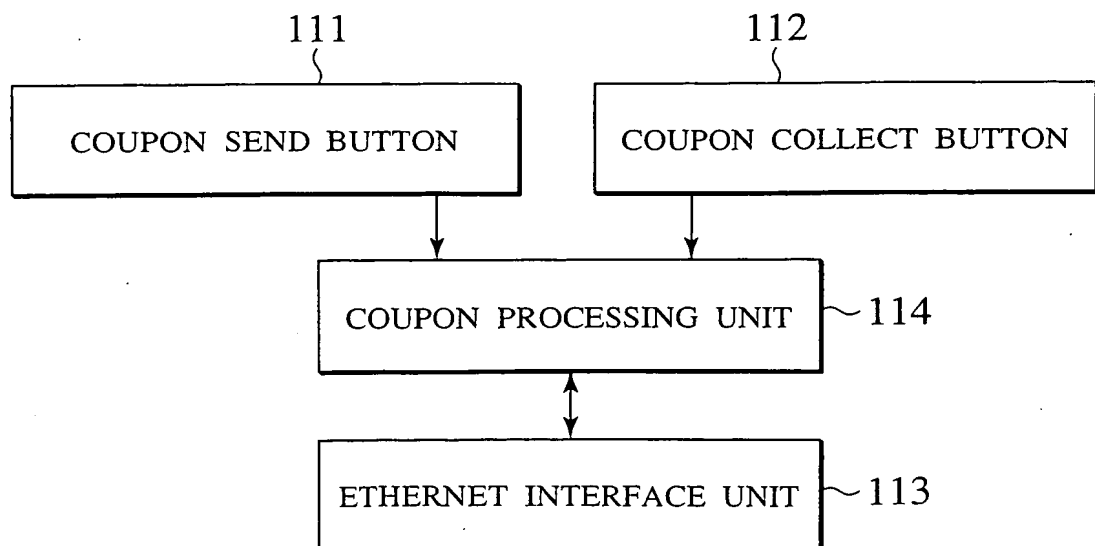 111
112
COUPON SEND BUTTON
COUPON COLLECT BUTTON
COUPON PROCESSING UNIT
114
ETHERNET INTERFACE UNIT
113